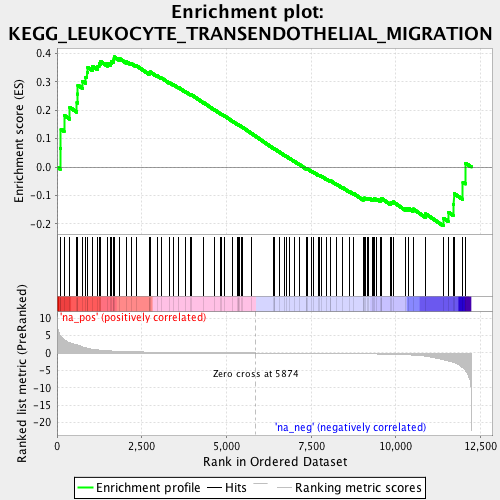 Enrichment plot:
KEGG_LEUKOCYTE_TRANSENDOTHELIAL_MIGRATION
Enrichment score (ES)
0.4
0.3
0.2
0.1
0.0
-0.1
-0.2
'na_pos' (positively correlated)
Ranked list metric (PreRanked)
10
5
0
-5
-10
-15
-20
Zero cross at 5874
'na_neg' (negatively correlated)
0
2,500
5,000
7,500
10,000
12,500
Rank in Ordered Dataset
Enrichment profile
Hits
Ranking metric scores